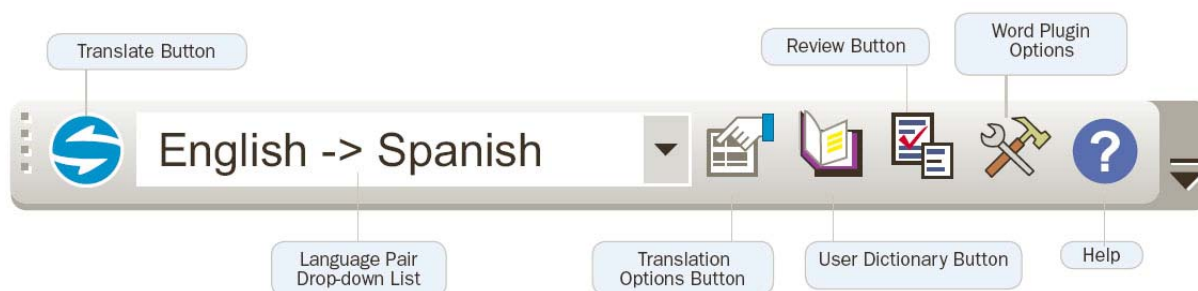 Translate Button
Review Button
Word Plugin
Options
English -> Spanish
?
Language Pair
Drop-down List
Translation
Options Button
User Dictionary Button
Help